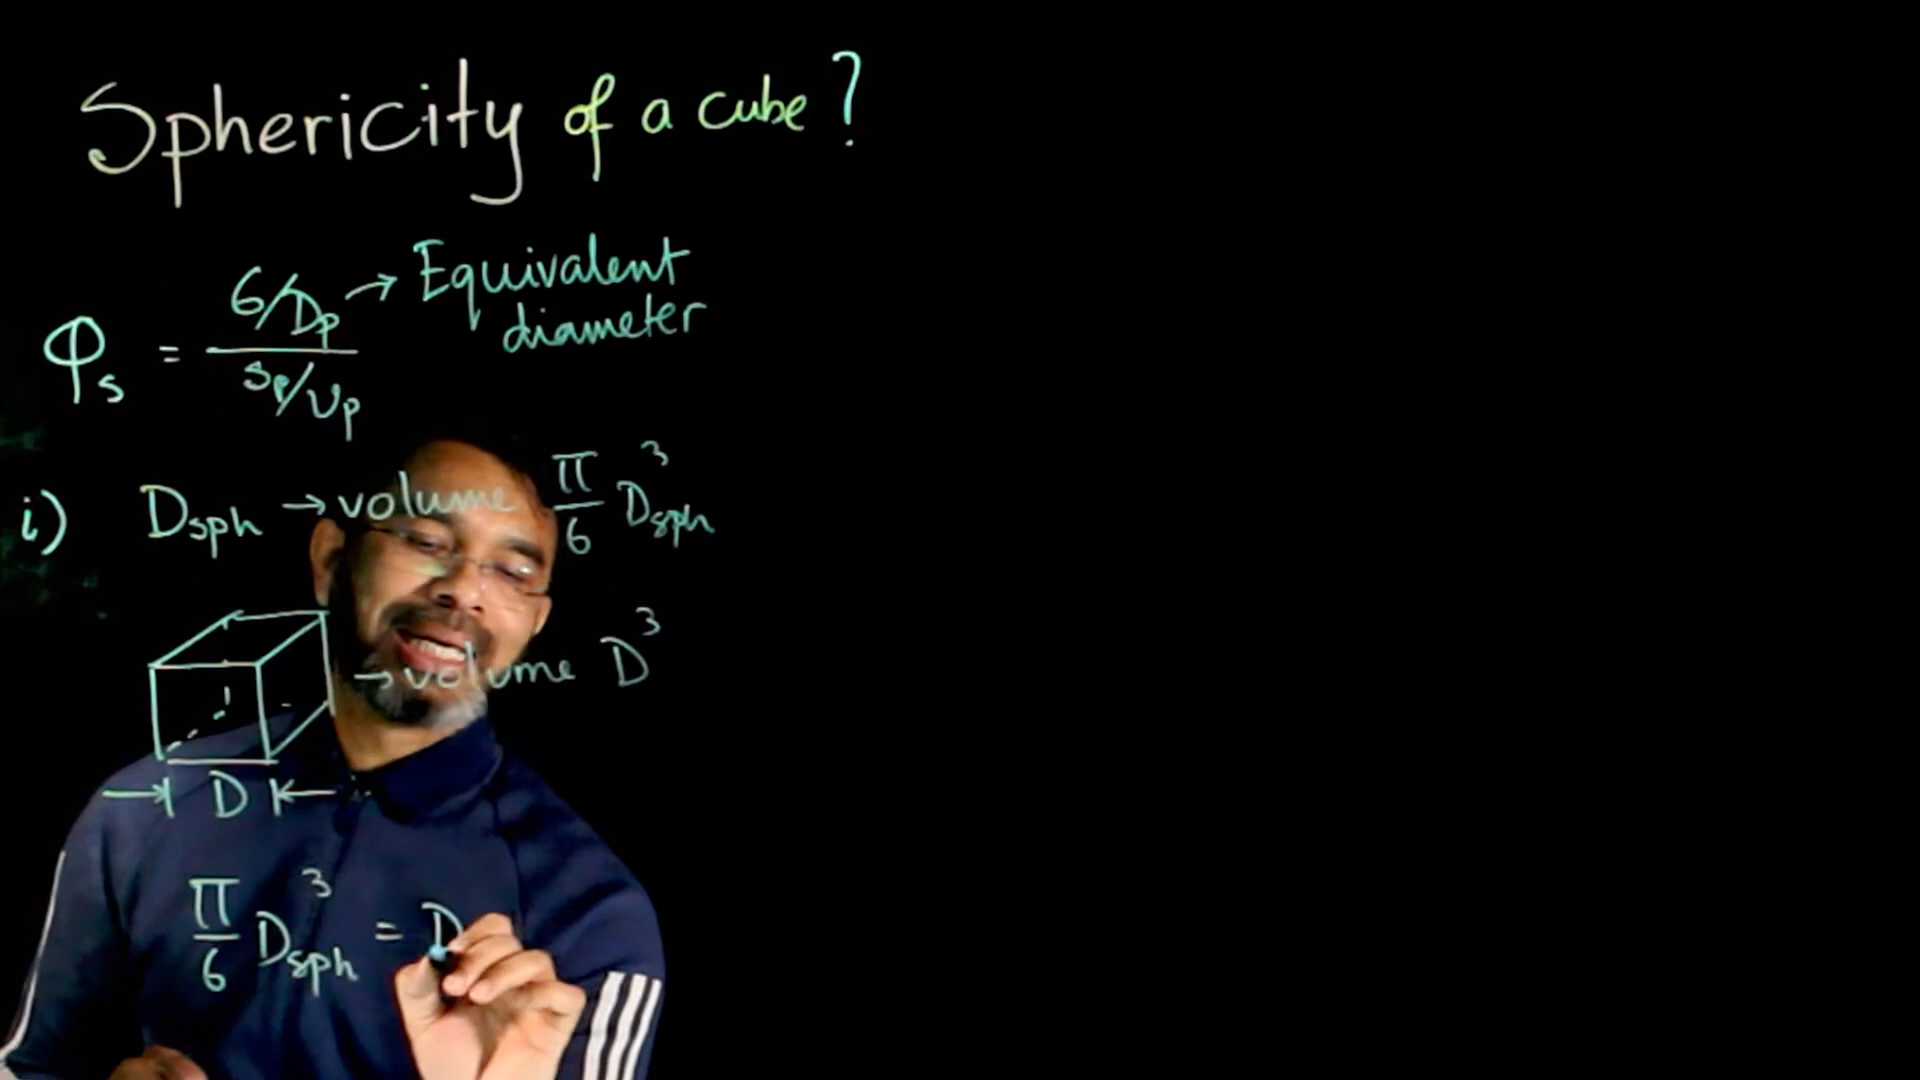 Sphericity of a cube?
φs = (6/Dp) / (Sp/Vp) → Equivalent diameter
i) Dsph → volume π/6 Dsph³
→ volume D³
→| D |←
π/6 Dsph³ = D